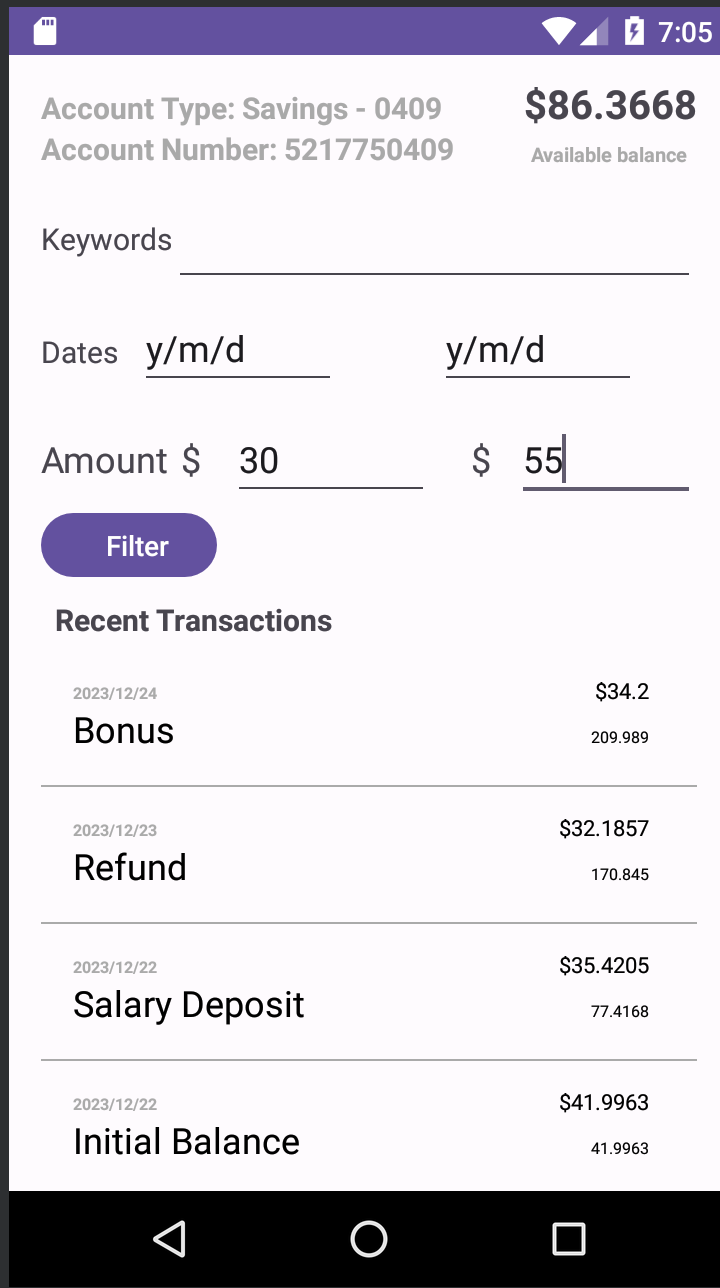 7:05
Account Type: Savings - 0409
$86.3668
Account Number: 5217750409
Available balance
Keywords
Dates y/m/d y/m/d
Amount $ 30 $ 55
Filter
Recent Transactions
2023/12/24 $34.2
Bonus 209.989
2023/12/23 $32.1857
Refund 170.845
2023/12/22 $35.4205
Salary Deposit 77.4168
2023/12/22 $41.9963
Initial Balance 41.9963